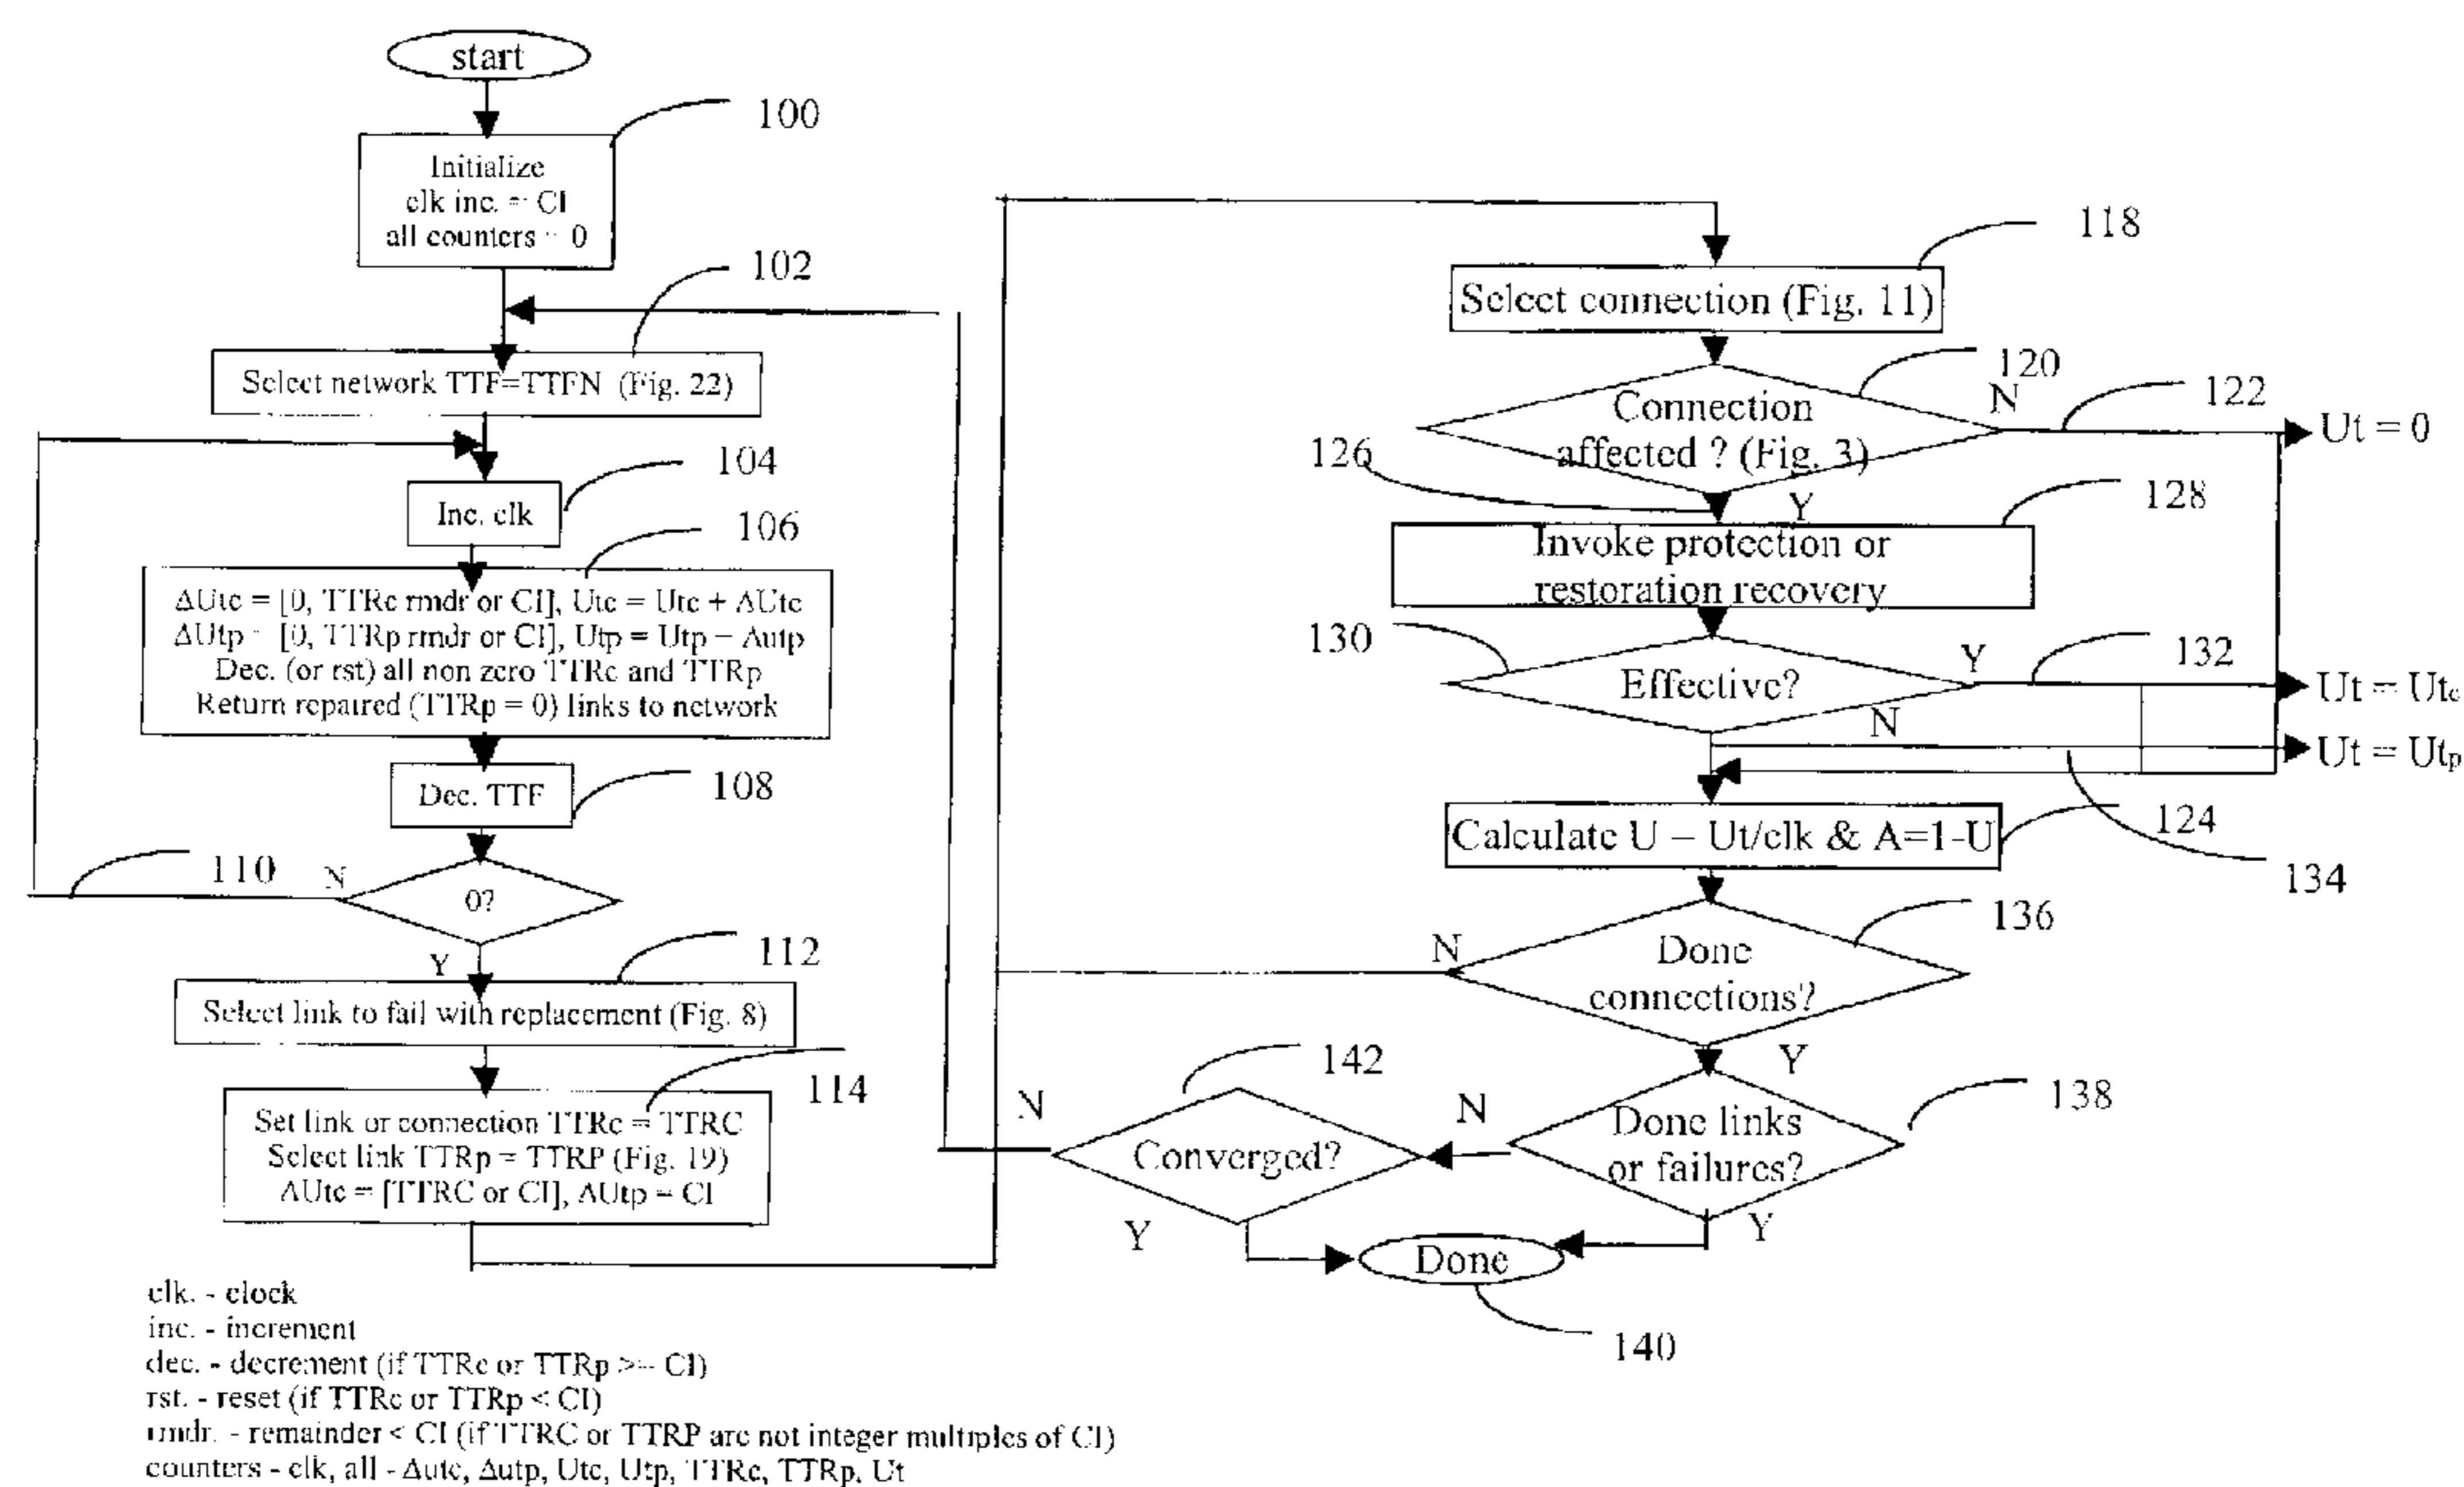 start
100
Initialize
clk inc. = CI
all counters = 0
102
Select network TTF=TTFN (Fig. 22)
104
Inc. clk
106
ΔUtc = [0, TTRc rmdr or CI], Utc = Utc + ΔUtc
ΔUtp = [0, TTRp rmdr or CI], Utp = Utp - Δutp
Dec. (or rst) all non zero TTRc and TTRp
Return repaired (TTRp = 0) links to network
Dec. TTF
108
110
N
0?
Y
112
Select link to fail with replacement (Fig. 8)
114
Set link or connection TTRc = TTRC
Select link TTRp = TTRP (Fig. 19)
ΔUtc = [TTRC or CI], ΔUtp = CI
118
Select connection (Fig. 11)
120
N
122
Connection
affected ? (Fig. 3)
Ut = 0
126
Y
128
Invoke protection or
restoration recovery
130
Effective?
Y
132
Ut = Utc
N
Ut = Utp
124
Calculate U = Ut/clk & A=1-U
134
136
N
Done
connections?
Y
142
N
Converged?
Y
N
138
Done links
or failures?
Y
Done
140
clk. - clock
inc. - increment
dec. - decrement (if TTRc or TTRp >= CI)
rst. - reset (if TTRc or TTRp < CI)
rmdr. - remainder < CI (if TTRC or TTRP are not integer multiples of CI)
counters - clk, all - Δutc, Δutp, Utc, Utp, TTRc, TTRp, Ut